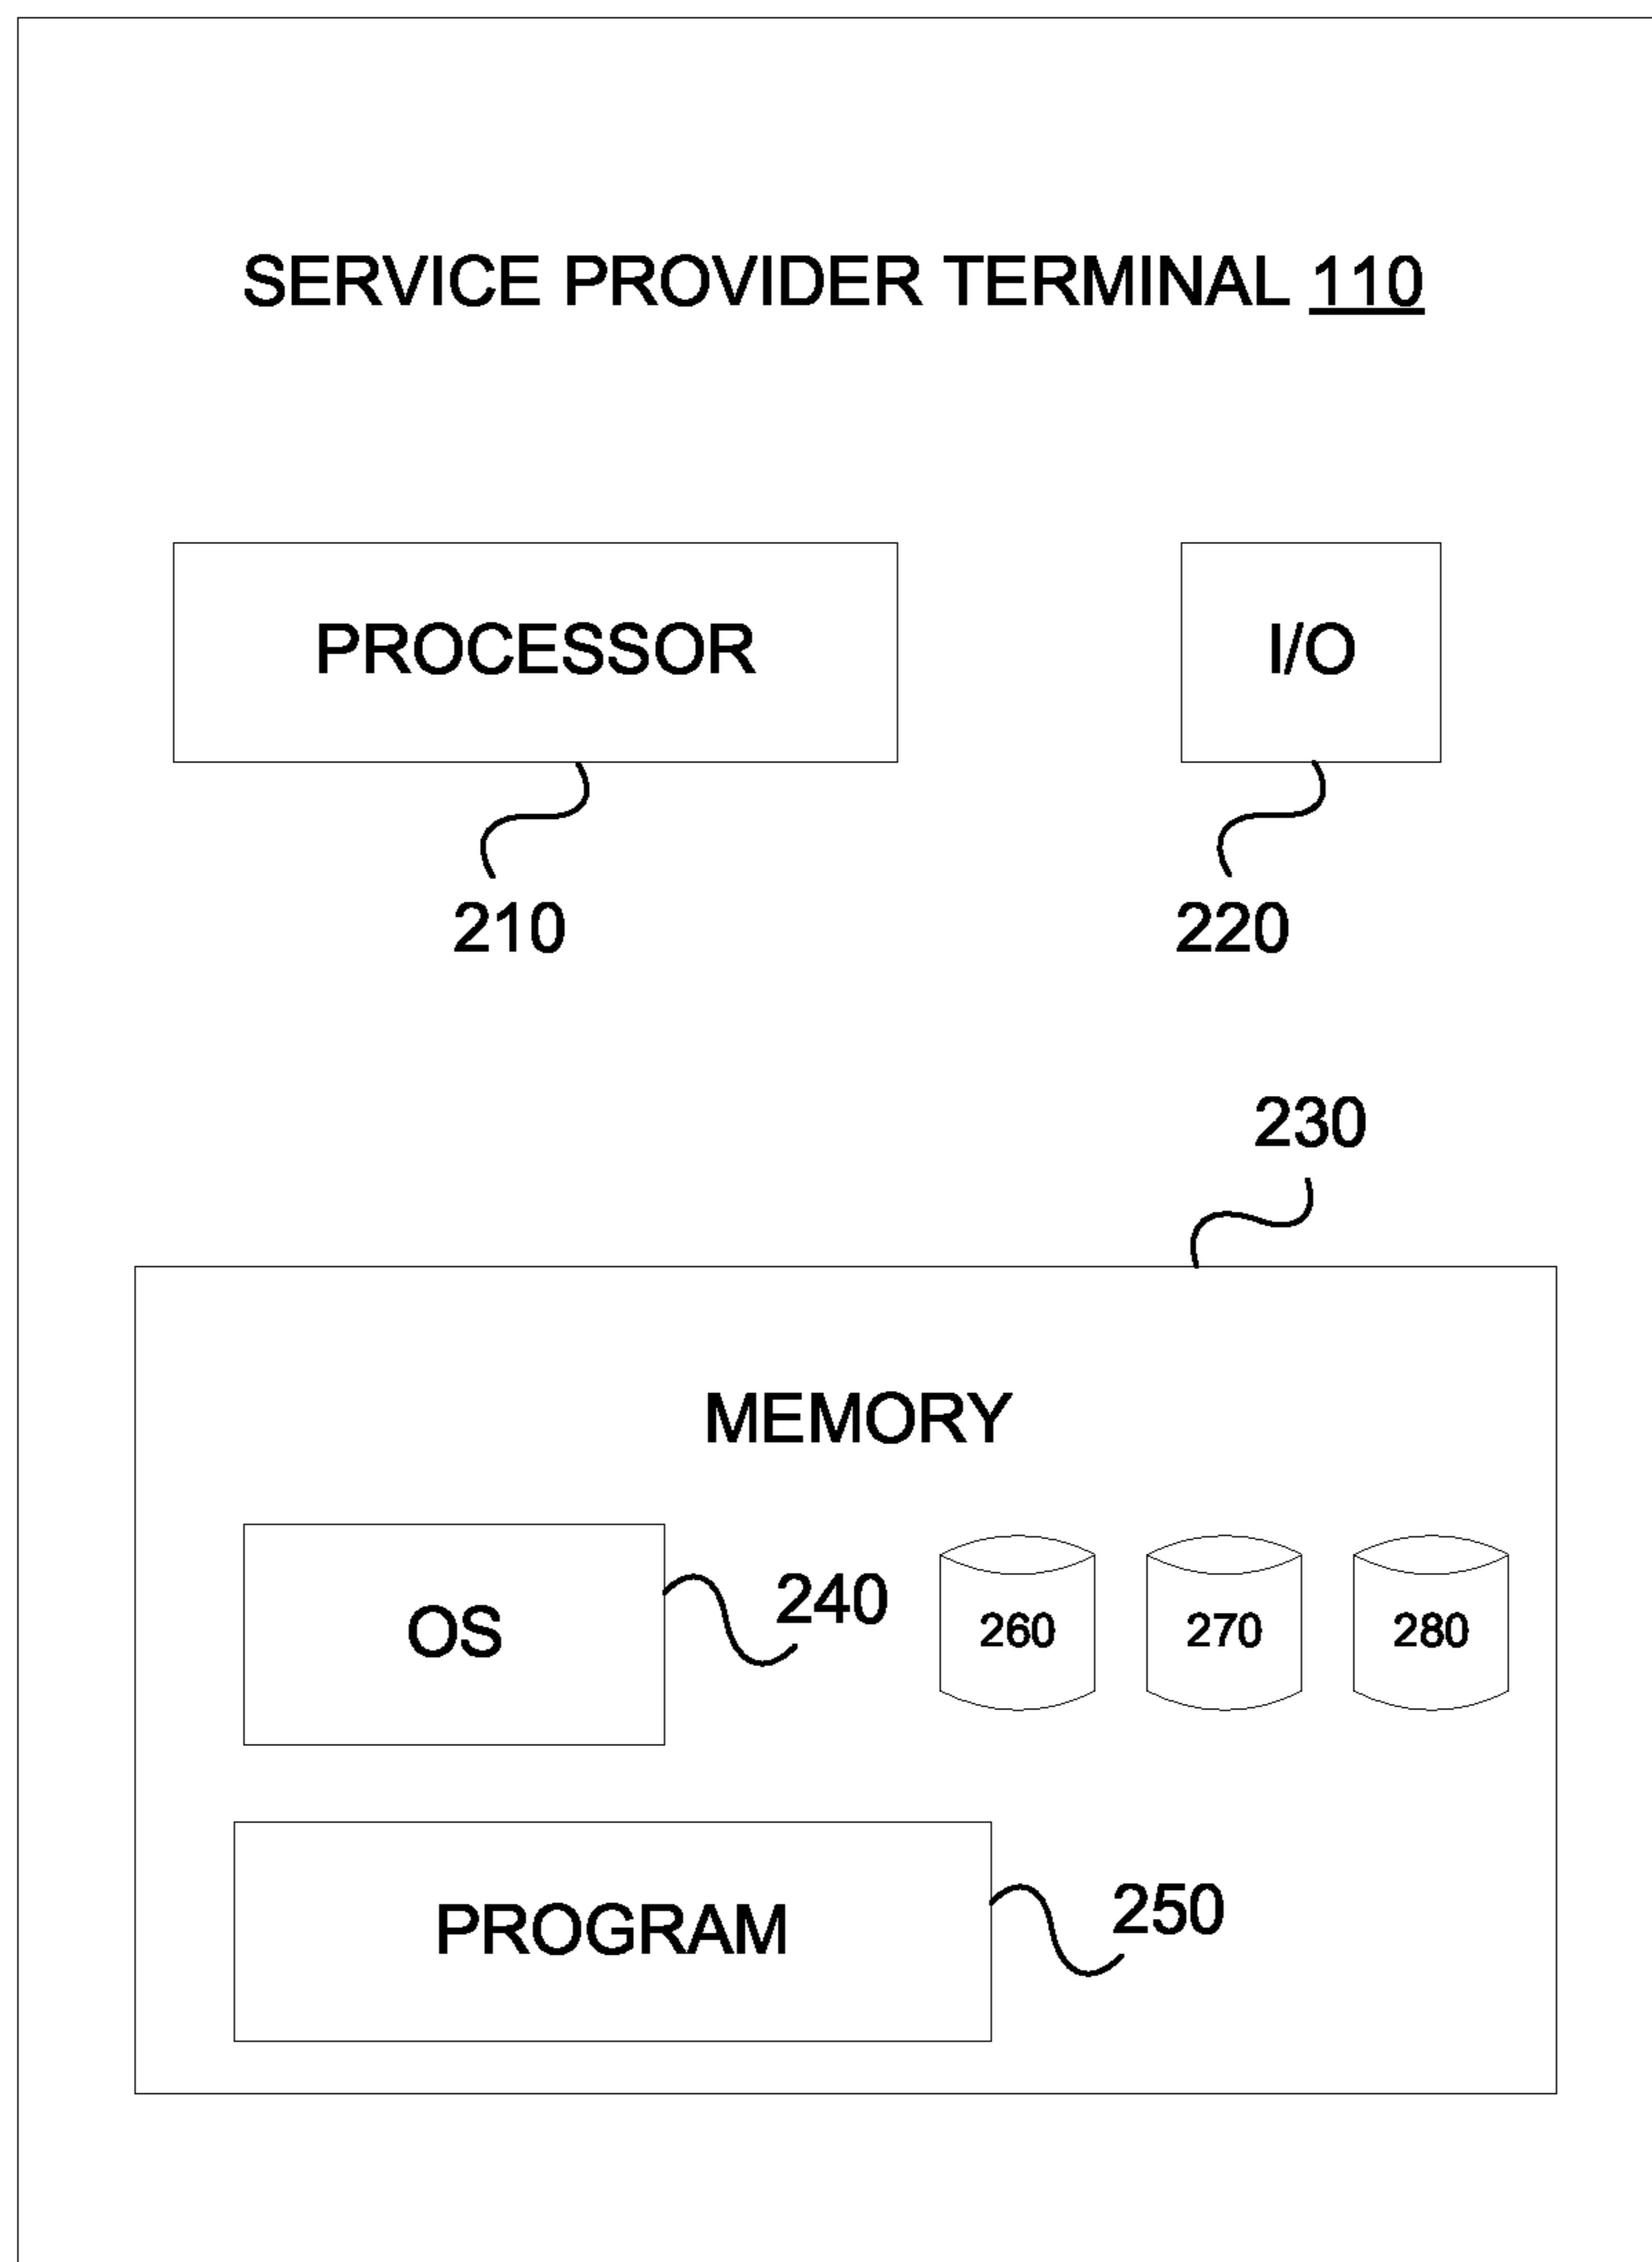 SERVICE PROVIDER TERMINAL 110
PROCESSOR
I/O
210
220
230
MEMORY
OS
240
260
270
280
PROGRAM
250